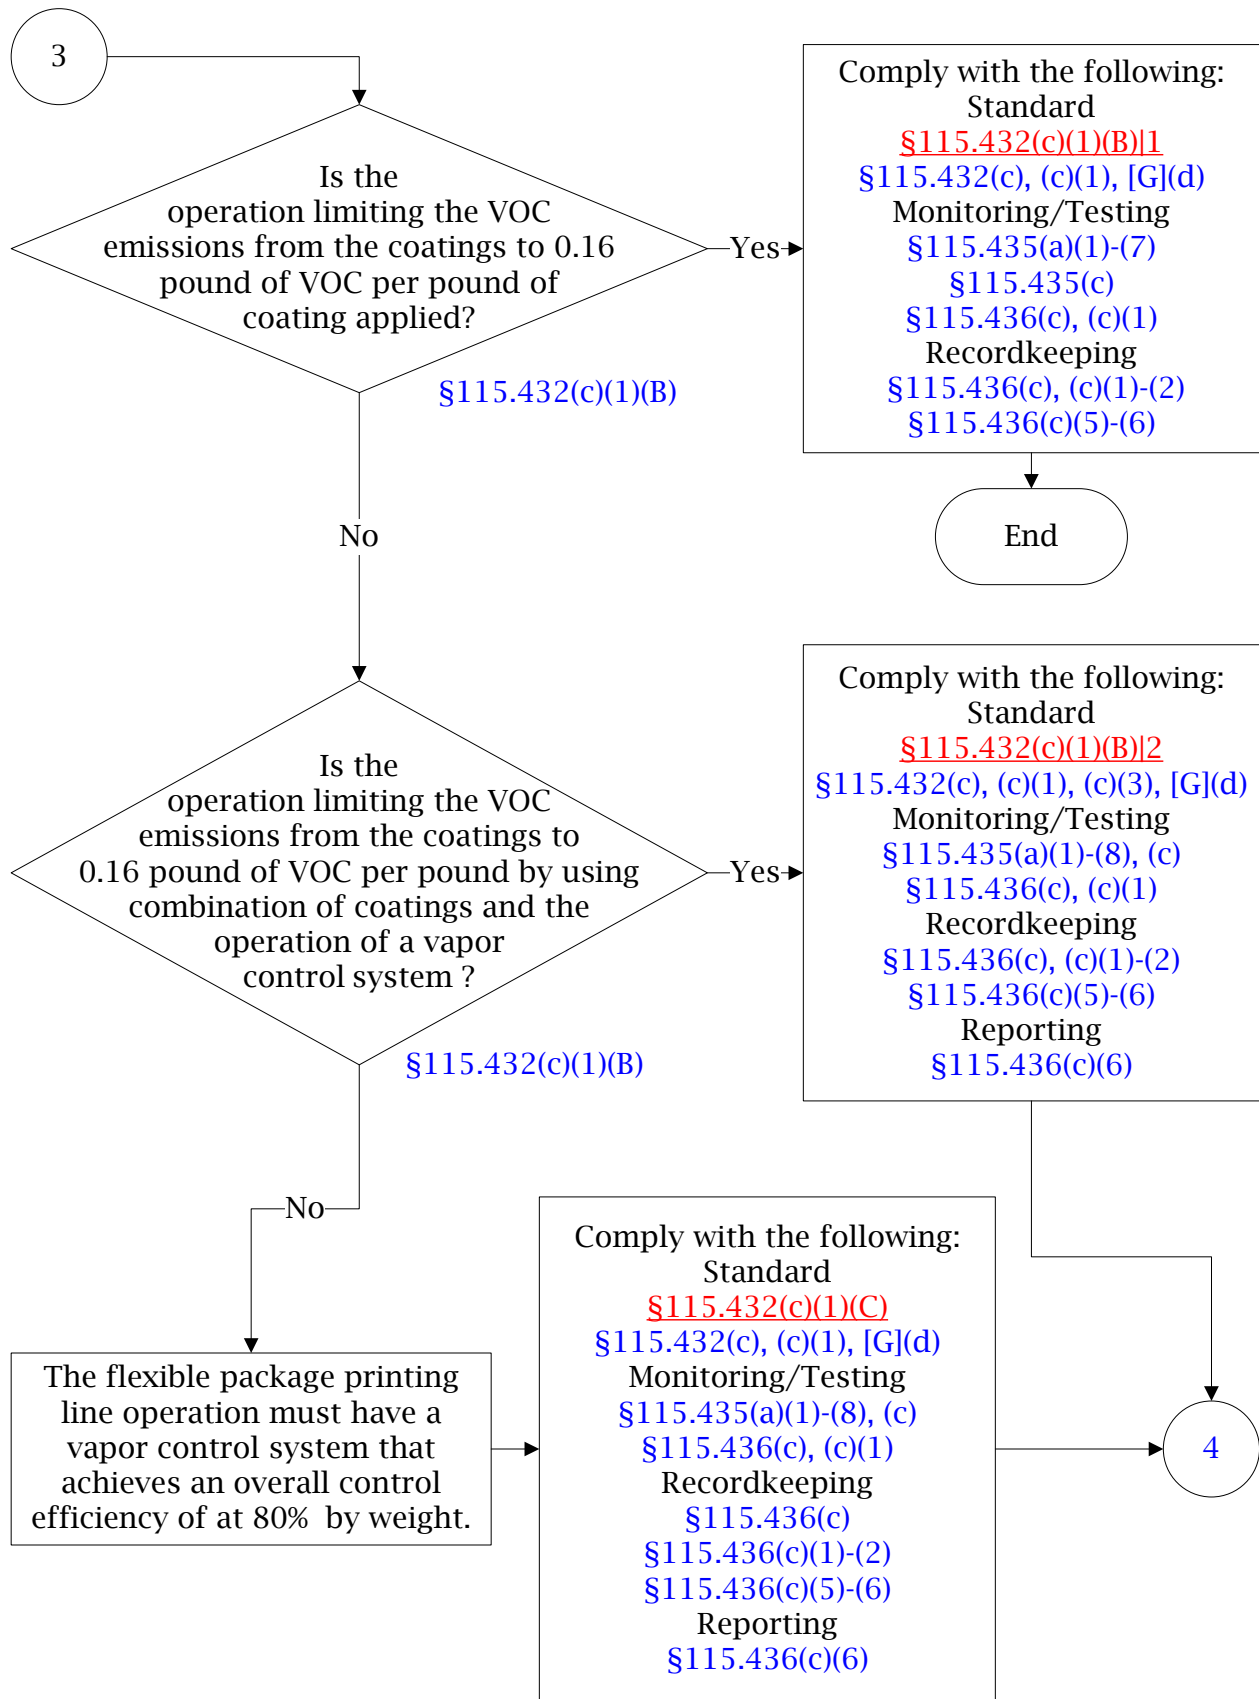 3
Is the
operation limiting the VOC
emissions from the coatings to 0.16
pound of VOC per pound of
coating applied?
§115.432(c)(1)(B)
Yes
Comply with the following:
Standard
§115.432(c)(1)(B)|1
§115.432(c), (c)(1), [G](d)
Monitoring/Testing
§115.435(a)(1)-(7)
§115.435(c)
§115.436(c), (c)(1)
Recordkeeping
§115.436(c), (c)(1)-(2)
§115.436(c)(5)-(6)
End
No
Is the
operation limiting the VOC
emissions from the coatings to
0.16 pound of VOC per pound by using
combination of coatings and the
operation of a vapor
control system ?
§115.432(c)(1)(B)
Yes
Comply with the following:
Standard
§115.432(c)(1)(B)|2
§115.432(c), (c)(1), (c)(3), [G](d)
Monitoring/Testing
§115.435(a)(1)-(8), (c)
§115.436(c), (c)(1)
Recordkeeping
§115.436(c), (c)(1)-(2)
§115.436(c)(5)-(6)
Reporting
§115.436(c)(6)
No
The flexible package printing
line operation must have a
vapor control system that
achieves an overall control
efficiency of at 80%  by weight.
Comply with the following:
Standard
§115.432(c)(1)(C)
§115.432(c), (c)(1), [G](d)
Monitoring/Testing
§115.435(a)(1)-(8), (c)
§115.436(c), (c)(1)
Recordkeeping
§115.436(c)
§115.436(c)(1)-(2)
§115.436(c)(5)-(6)
Reporting
§115.436(c)(6)
4